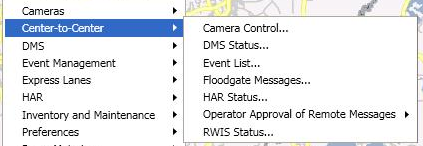 Cameras
Center-to-Center
DMS
Event Management
Express Lanes
HAR
Inventory and Maintenance
Preferences
Camera Control...
DMS Status...
Event List...
Floodgate Messages...
HAR Status...
Operator Approval of Remote Messages
RWIS Status...